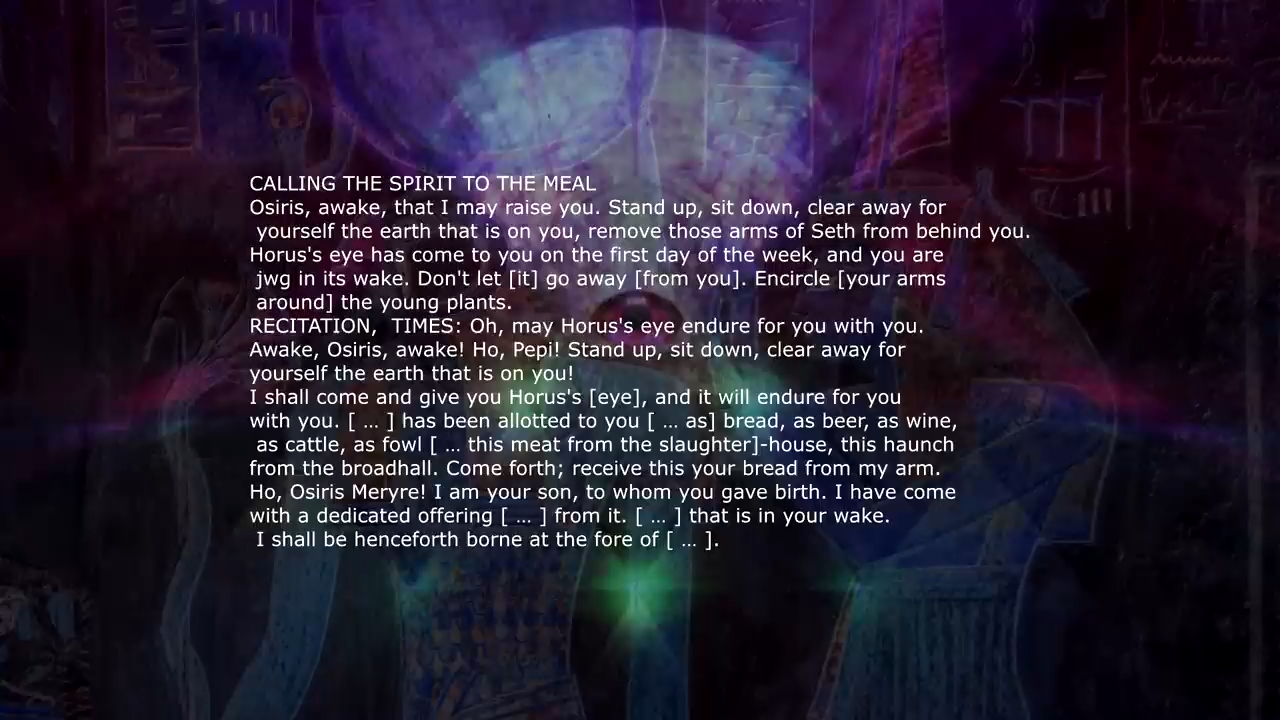 CALLING THE SPIRIT TO THE MEAL
Osiris, awake, that I may raise you. Stand up, sit down, clear away for
yourself the earth that is on you, remove those arms of Seth from behind you.
Horus's eye has come to you on the first day of the week, and you are
jwg in its wake. Don't let [it] go away [from you]. Encircle [your arms
around] the young plants.
RECITATION,  TIMES: Oh, may Horus's eye endure for you with you.
Awake, Osiris, awake! Ho, Pepi! Stand up, sit down, clear away for
yourself the earth that is on you!
I shall come and give you Horus's [eye], and it will endure for you
with you. [ … ] has been allotted to you [ … as] bread, as beer, as wine,
as cattle, as fowl [ … this meat from the slaughter]-house, this haunch
from the broadhall. Come forth; receive this your bread from my arm.
Ho, Osiris Meryre! I am your son, to whom you gave birth. I have come
with a dedicated offering [ … ] from it. [ … ] that is in your wake.
I shall be henceforth borne at the fore of [ … ].